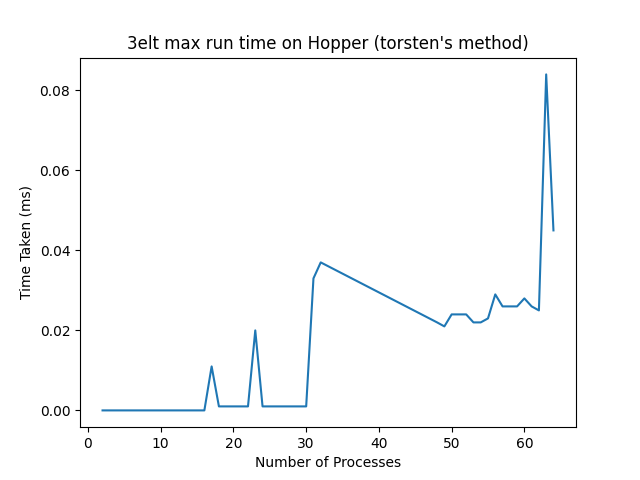 3elt max run time on Hopper (torsten's method)
0.08
0.06
0.04
0.02
0.00
Time Taken (ms)
0 10 20 30 40 50 60
Number of Processes